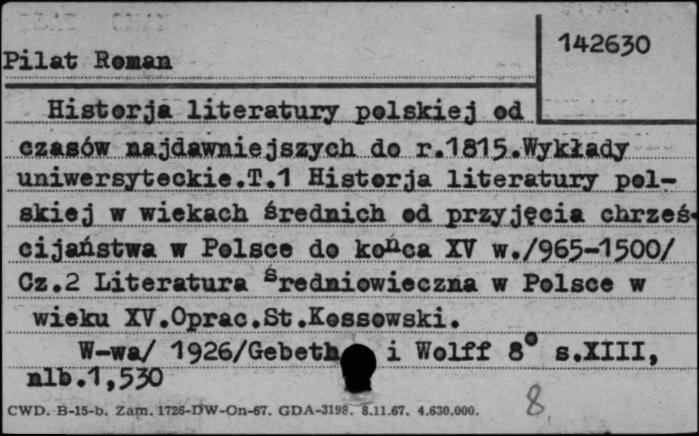 142630
Pilat Roman
Historja literatury polskiej od
czasów najdawniejszych do r.1815.Wykłady
uniwersyteckie.T.1 Historja literatury pol-
skiej w wiekach średnich od przyjęcia chrześ-
cijaństwa w Polsce do końca XV w./965-1500/
Cz.2 Literatura średniowieczna w Polsce w
wieku XV.Oprac.St.Kossowski.
W-wa/ 1926/Gebeth i Wolff 8° s.XIII,
nlb.1,530
8
CWD. B-15-b. Zam. 1726-DW-On-67. GDA-3198. 8.11.67. 4.630.000.